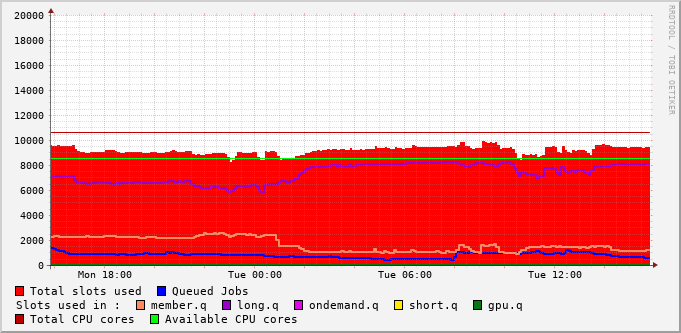 20000
18000
16000
14000
12000
10000
8000
6000
4000
2000
0
Mon 18:00 Tue 00:00 Tue 06:00 Tue 12:00
RRDTOOL / TOBI OETIKER
Total slots used Queued Jobs
Slots used in : member.q long.q ondemand.q short.q gpu.q
Total CPU cores Available CPU cores